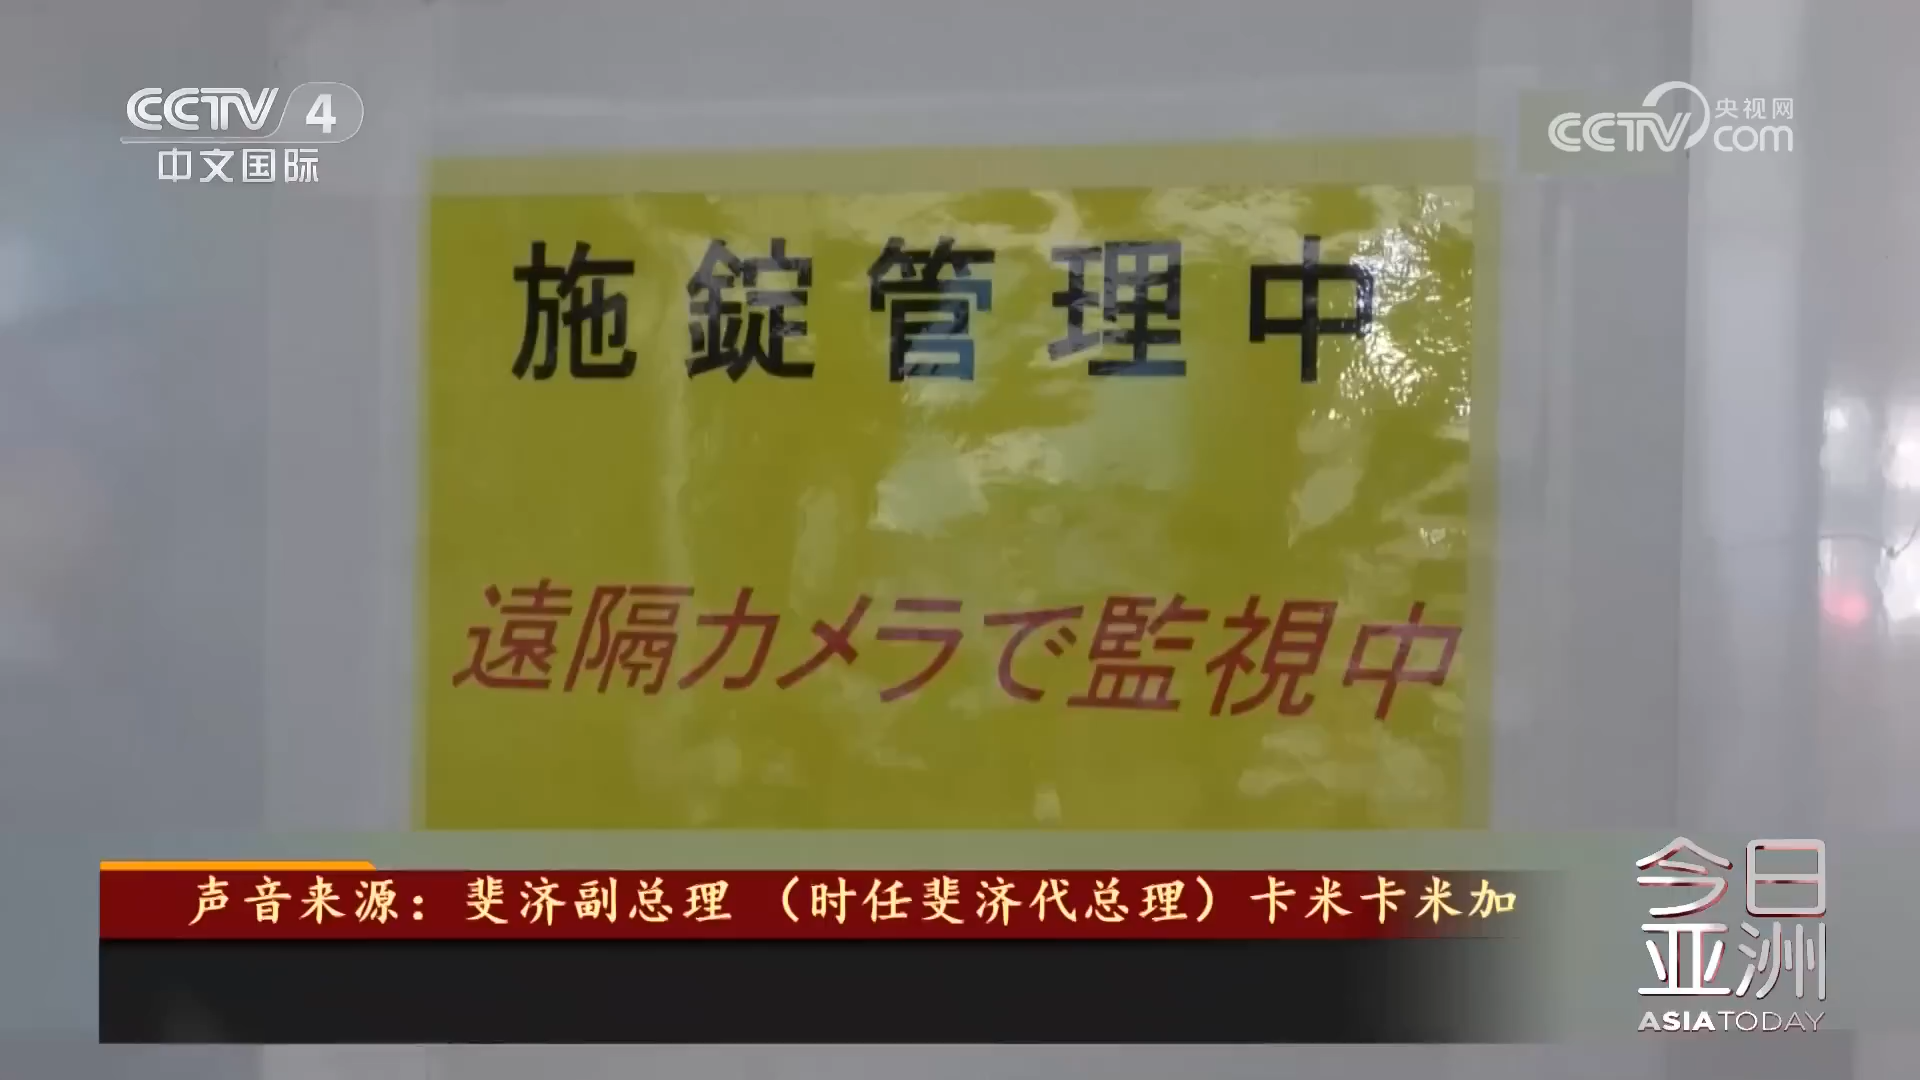 CCTV 4
中文国际
央视网
CCTV com
施錠管理中
遠隔カメラで監視中
声音来源：斐济副总理（时任斐济代总理）卡米卡米加
今日
亚洲
ASIA TODAY